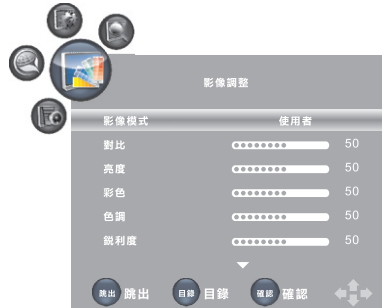 影像調整
影像模式 使用者
對比 50
亮度 50
彩色 50
色調 50
銳利度 50
跳出 跳出 目錄 目錄 確認 確認